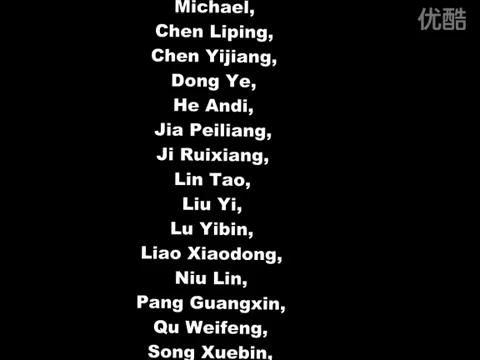 优酷
Michael,
Chen Liping,
Chen Yijiang,
Dong Ye,
He Andi,
Jia Peiliang,
Ji Ruixiang,
Lin Tao,
Liu Yi,
Lu Yibin,
Liao Xiaodong,
Niu Lin,
Pang Guangxin,
Qu Weifeng,
Song Xuebin,